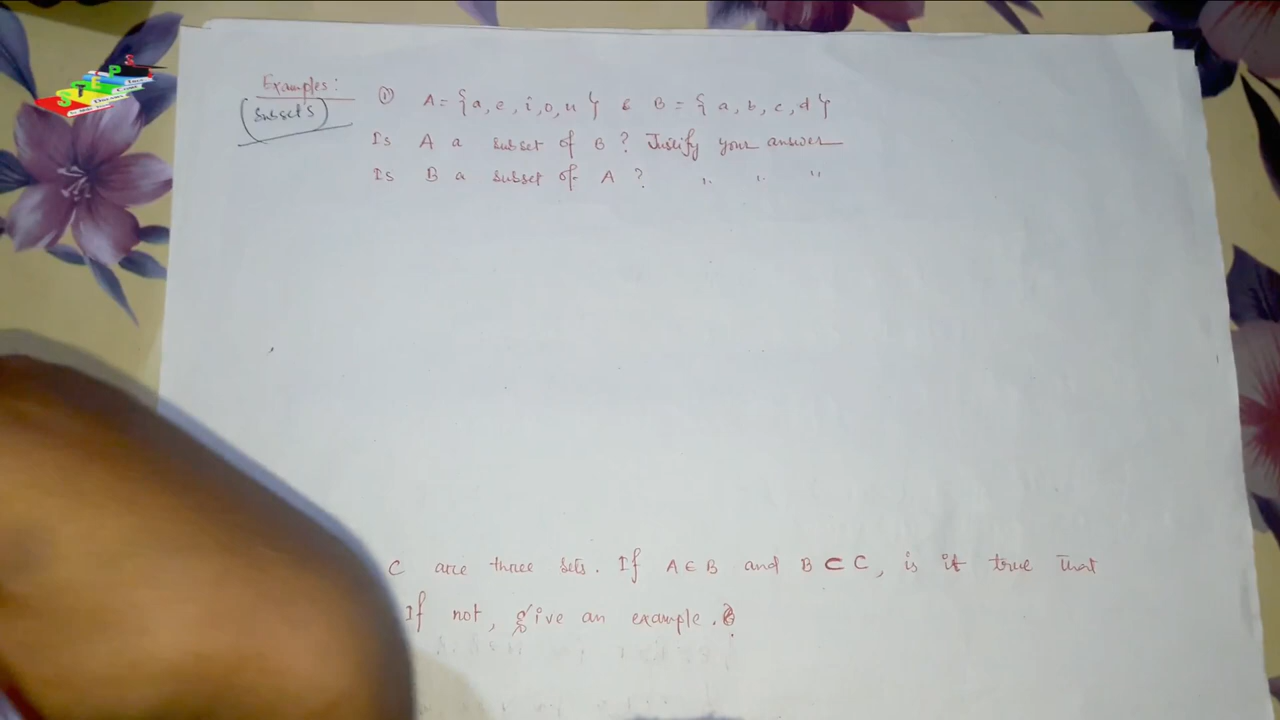 Examples:
(Subsets)
① A = {a, e, i, o, u} & B = {a, b, c, d}
Is A a subset of B? Justify your answer
Is B a subset of A? " " "
C are three sets. If A ∈ B and B ⊂ C, is it true that
If not, give an example.
STEPS